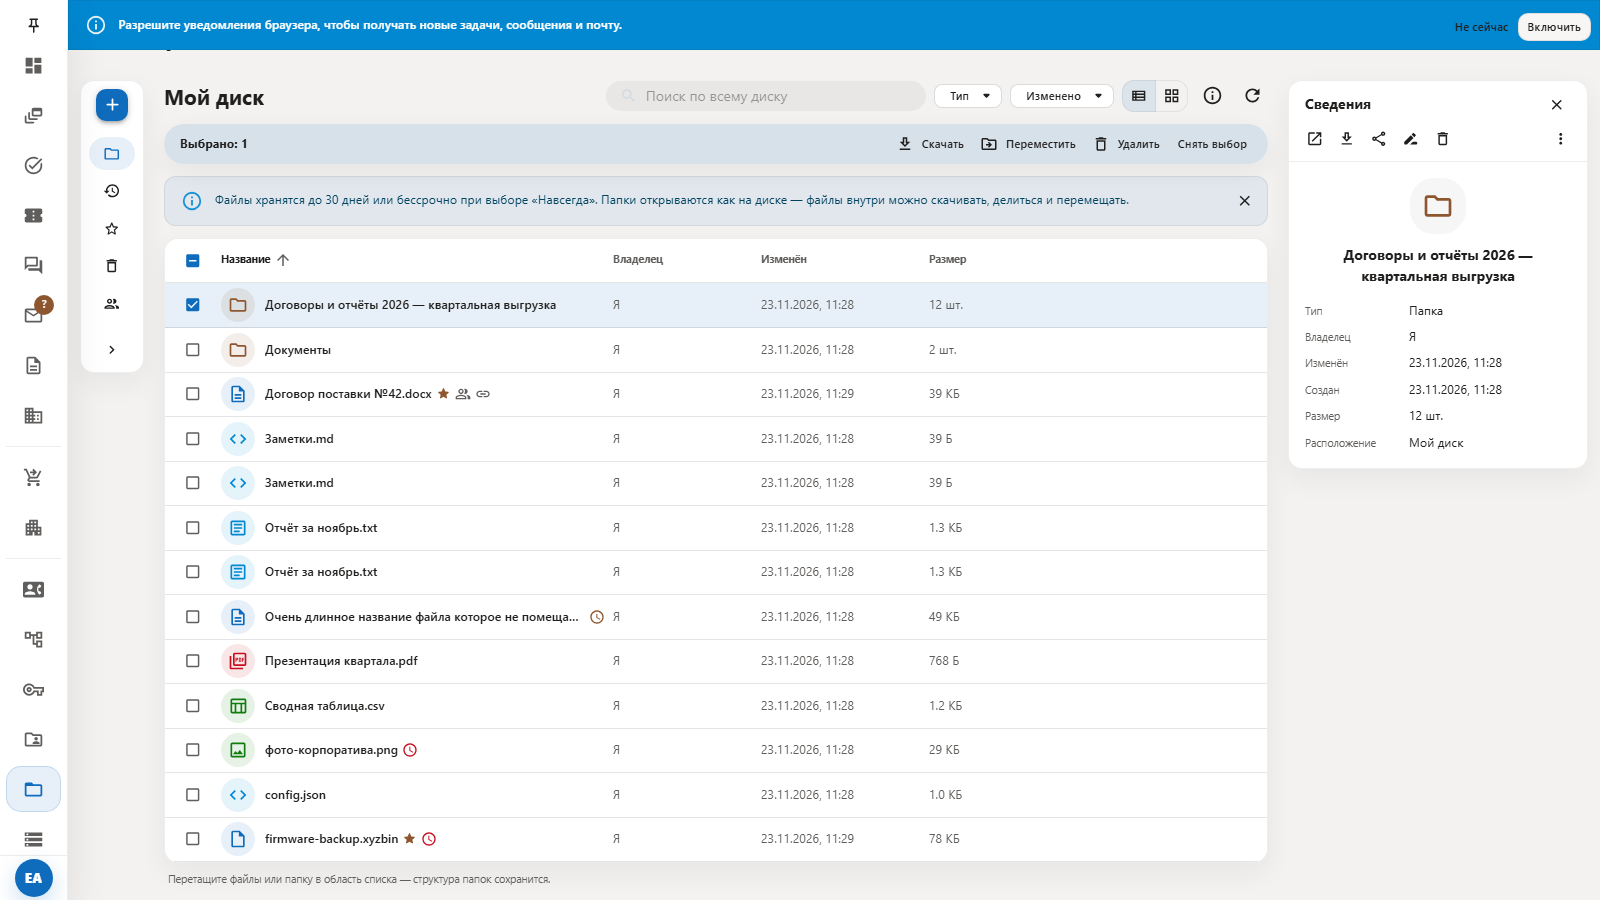 Разрешите уведомления браузера, чтобы получать новые задачи, сообщения и почту.
Не сейчас
Включить
Мой диск
Поиск по всему диску
Тип
Изменено
Выбрано: 1
Скачать
Переместить
Удалить
Снять выбор
Файлы хранятся до 30 дней или бессрочно при выборе «Навсегда». Папки открываются как на диске — файлы внутри можно скачивать, делиться и перемещать.
Название Владелец Изменён Размер
Договоры и отчёты 2026 — квартальная выгрузка Я 23.11.2026, 11:28 12 шт.
Документы Я 23.11.2026, 11:28 2 шт.
Договор поставки №42.docx Я 23.11.2026, 11:29 39 КБ
Заметки.md Я 23.11.2026, 11:28 39 Б
Заметки.md Я 23.11.2026, 11:28 39 Б
Отчёт за ноябрь.txt Я 23.11.2026, 11:28 1.3 КБ
Отчёт за ноябрь.txt Я 23.11.2026, 11:28 1.3 КБ
Очень длинное название файла которое не помеща... Я 23.11.2026, 11:28 49 КБ
Презентация квартала.pdf Я 23.11.2026, 11:28 768 Б
Сводная таблица.csv Я 23.11.2026, 11:28 1.2 КБ
фото-корпоратива.png Я 23.11.2026, 11:28 29 КБ
config.json Я 23.11.2026, 11:28 1.0 КБ
firmware-backup.xyzbin Я 23.11.2026, 11:29 78 КБ
Перетащите файлы или папку в область списка — структура папок сохранится.
Сведения
Договоры и отчёты 2026 —
квартальная выгрузка
Тип Папка
Владелец Я
Изменён 23.11.2026, 11:28
Создан 23.11.2026, 11:28
Размер 12 шт.
Расположение Мой диск
?
PDF
EA